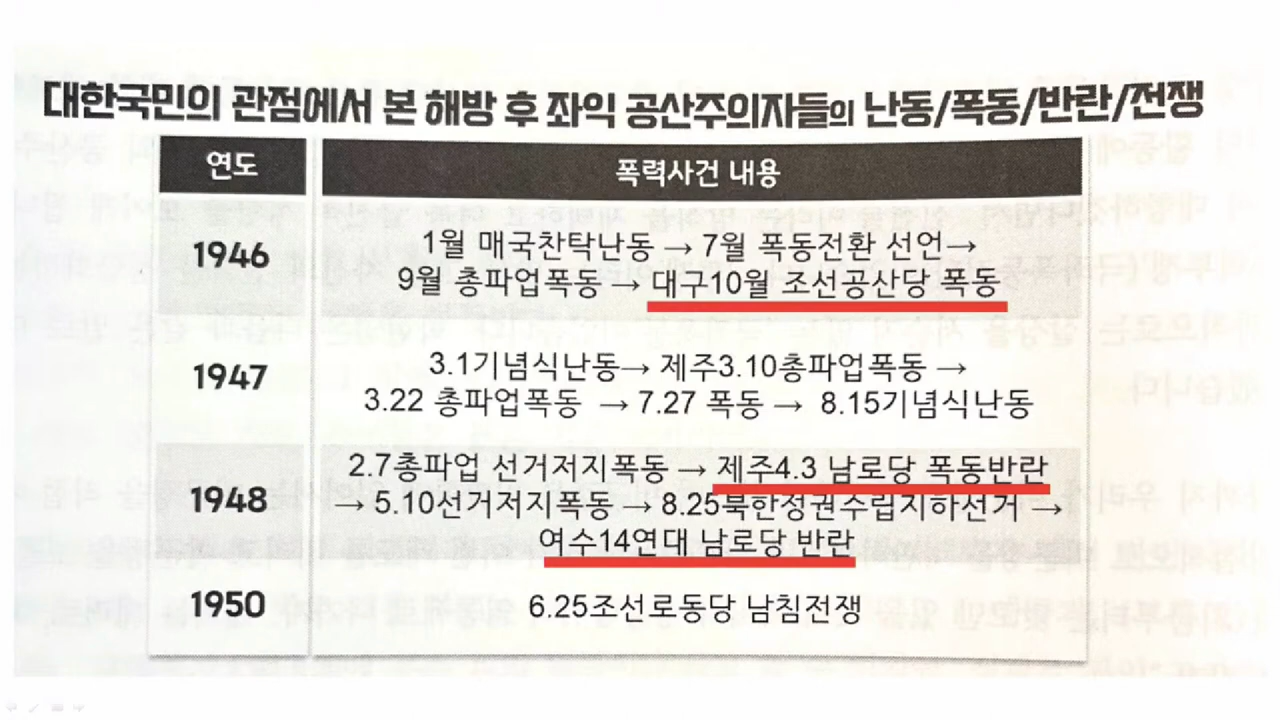 대한국민의 관점에서 본 해방 후 좌익 공산주의자들의 난동/폭동/반란/전쟁
연도
폭력사건 내용
1946
1월 매국찬탁난동 → 7월 폭동전환 선언→
9월 총파업폭동 → 대구10월 조선공산당 폭동
1947
3.1기념식난동→ 제주3.10총파업폭동 →
3.22 총파업폭동 → 7.27 폭동 → 8.15기념식난동
1948
2.7총파업 선거저지폭동 → 제주4.3 남로당 폭동반란
→ 5.10선거저지폭동 → 8.25북한정권수립지하선거 →
여수14연대 남로당 반란
1950
6.25조선로동당 남침전쟁